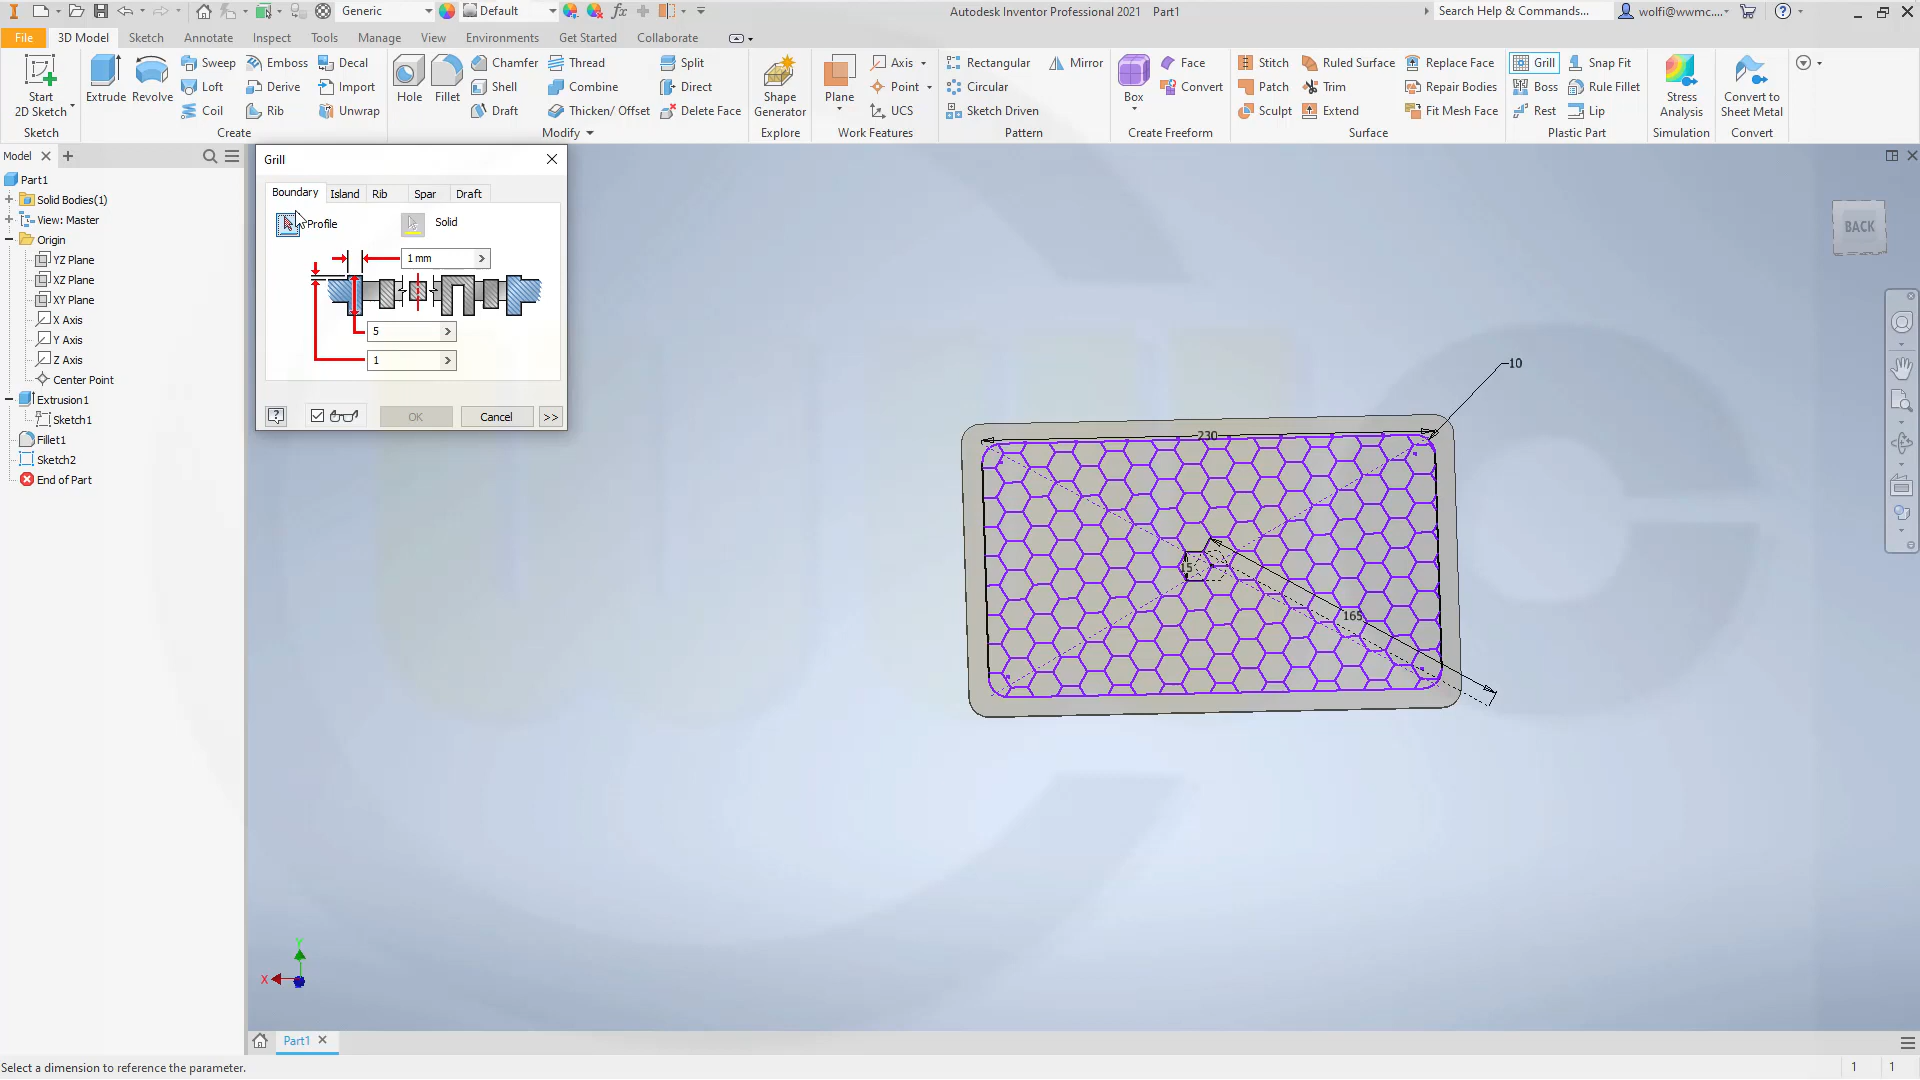 Generic
Default
Autodesk Inventor Professional 2021 Part1
Search Help & Commands...
wolfi@wwmc....
File 3D Model Sketch Annotate Inspect Tools Manage View Environments Get Started Collaborate
Start
2D Sketch
Extrude
Revolve
Sweep Emboss Decal
Loft Derive Import
Coil Rib Unwrap
Hole
Fillet
Chamfer Thread Split
Shell Combine Direct
Draft Thicken/ Offset Delete Face
Shape
Generator
Plane
Axis
Point
UCS
Rectangular Mirror
Circular
Sketch Driven
Box
Face
Convert
Stitch Ruled Surface Replace Face
Patch Trim Repair Bodies
Sculpt Extend Fit Mesh Face
Grill Snap Fit
Boss Rule Fillet
Rest Lip
Stress
Analysis
Convert to
Sheet Metal
Sketch Create Modify Explore Work Features Pattern Create Freeform Surface Plastic Part Simulation Convert
Model
Part1
Solid Bodies(1)
View: Master
Origin
YZ Plane
XZ Plane
XY Plane
X Axis
Y Axis
Z Axis
Center Point
Extrusion1
Sketch1
Fillet1
Sketch2
End of Part
Grill
Boundary Island Rib Spar Draft
Profile Solid
1 mm
5
1
OK Cancel >>
BACK
10
230
15
165
Y
X
Part1
Select a dimension to reference the parameter.
1 1